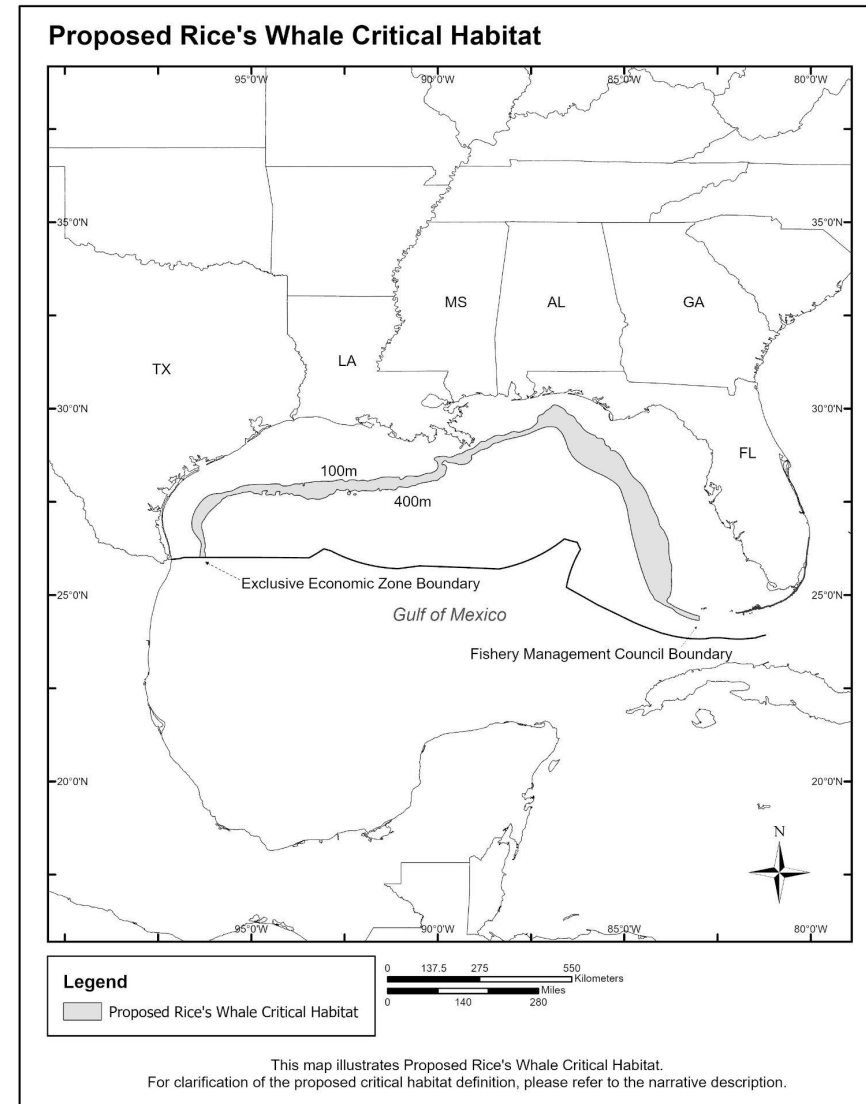 Proposed Rice's Whale Critical Habitat
95°0'W 90°0'W 85°0'W 80°0'W
35°0'N 35°0'N
MS AL GA
TX LA
30°0'N 30°0'N
FL
100m
400m
Exclusive Economic Zone Boundary
25°0'N 25°0'N
Gulf of Mexico
Fishery Management Council Boundary
20°0'N 20°0'N
N
95°0'W 90°0'W 85°0'W 80°0'W
Legend
Proposed Rice's Whale Critical Habitat
0 137.5 275 550
Kilometers
Miles
0 140 280
This map illustrates Proposed Rice's Whale Critical Habitat.
For clarification of the proposed critical habitat definition, please refer to the narrative description.